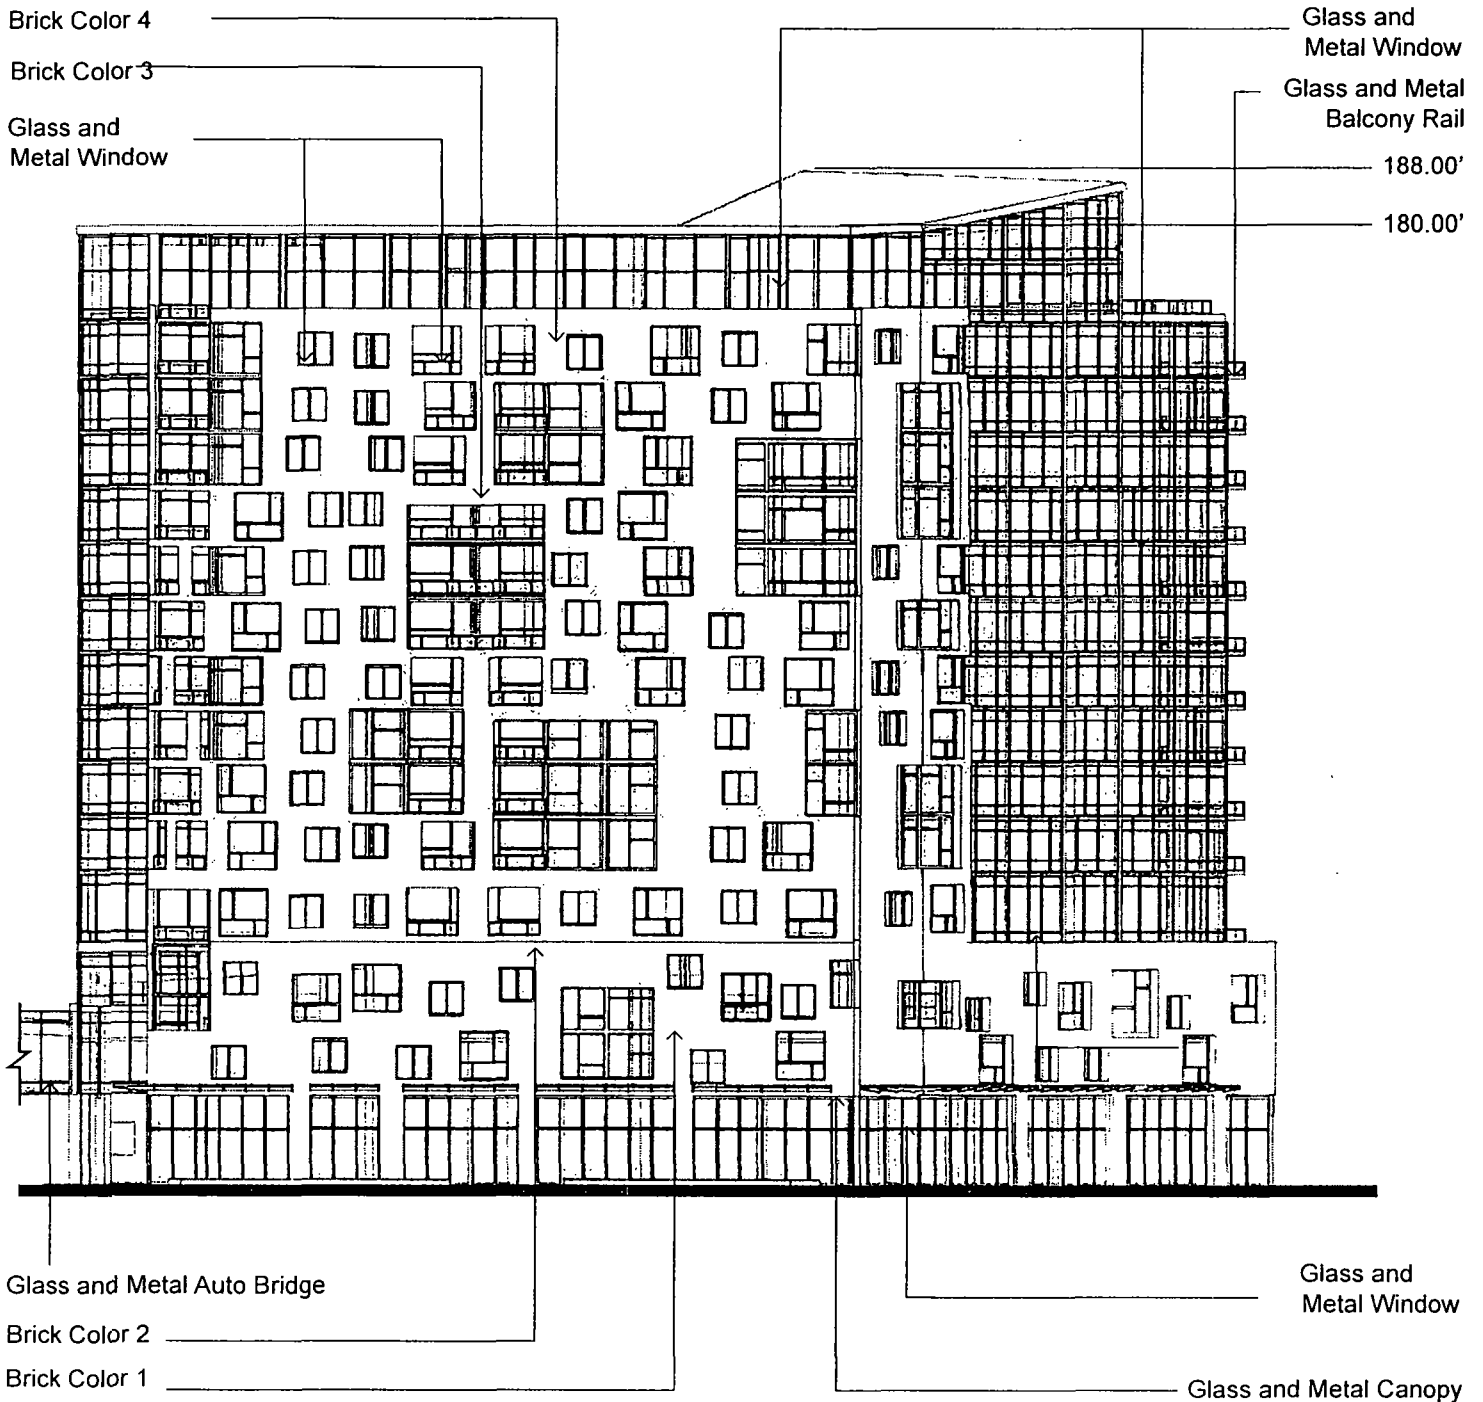 Brick Color 4
Brick Color 3
Glass and
Metal Window
Glass and
Metal Window
Glass and Metal
Balcony Rail
188.00'
180.00'
Glass and Metal Auto Bridge
Brick Color 2
Brick Color 1
Glass and
Metal Window
Glass and Metal Canopy